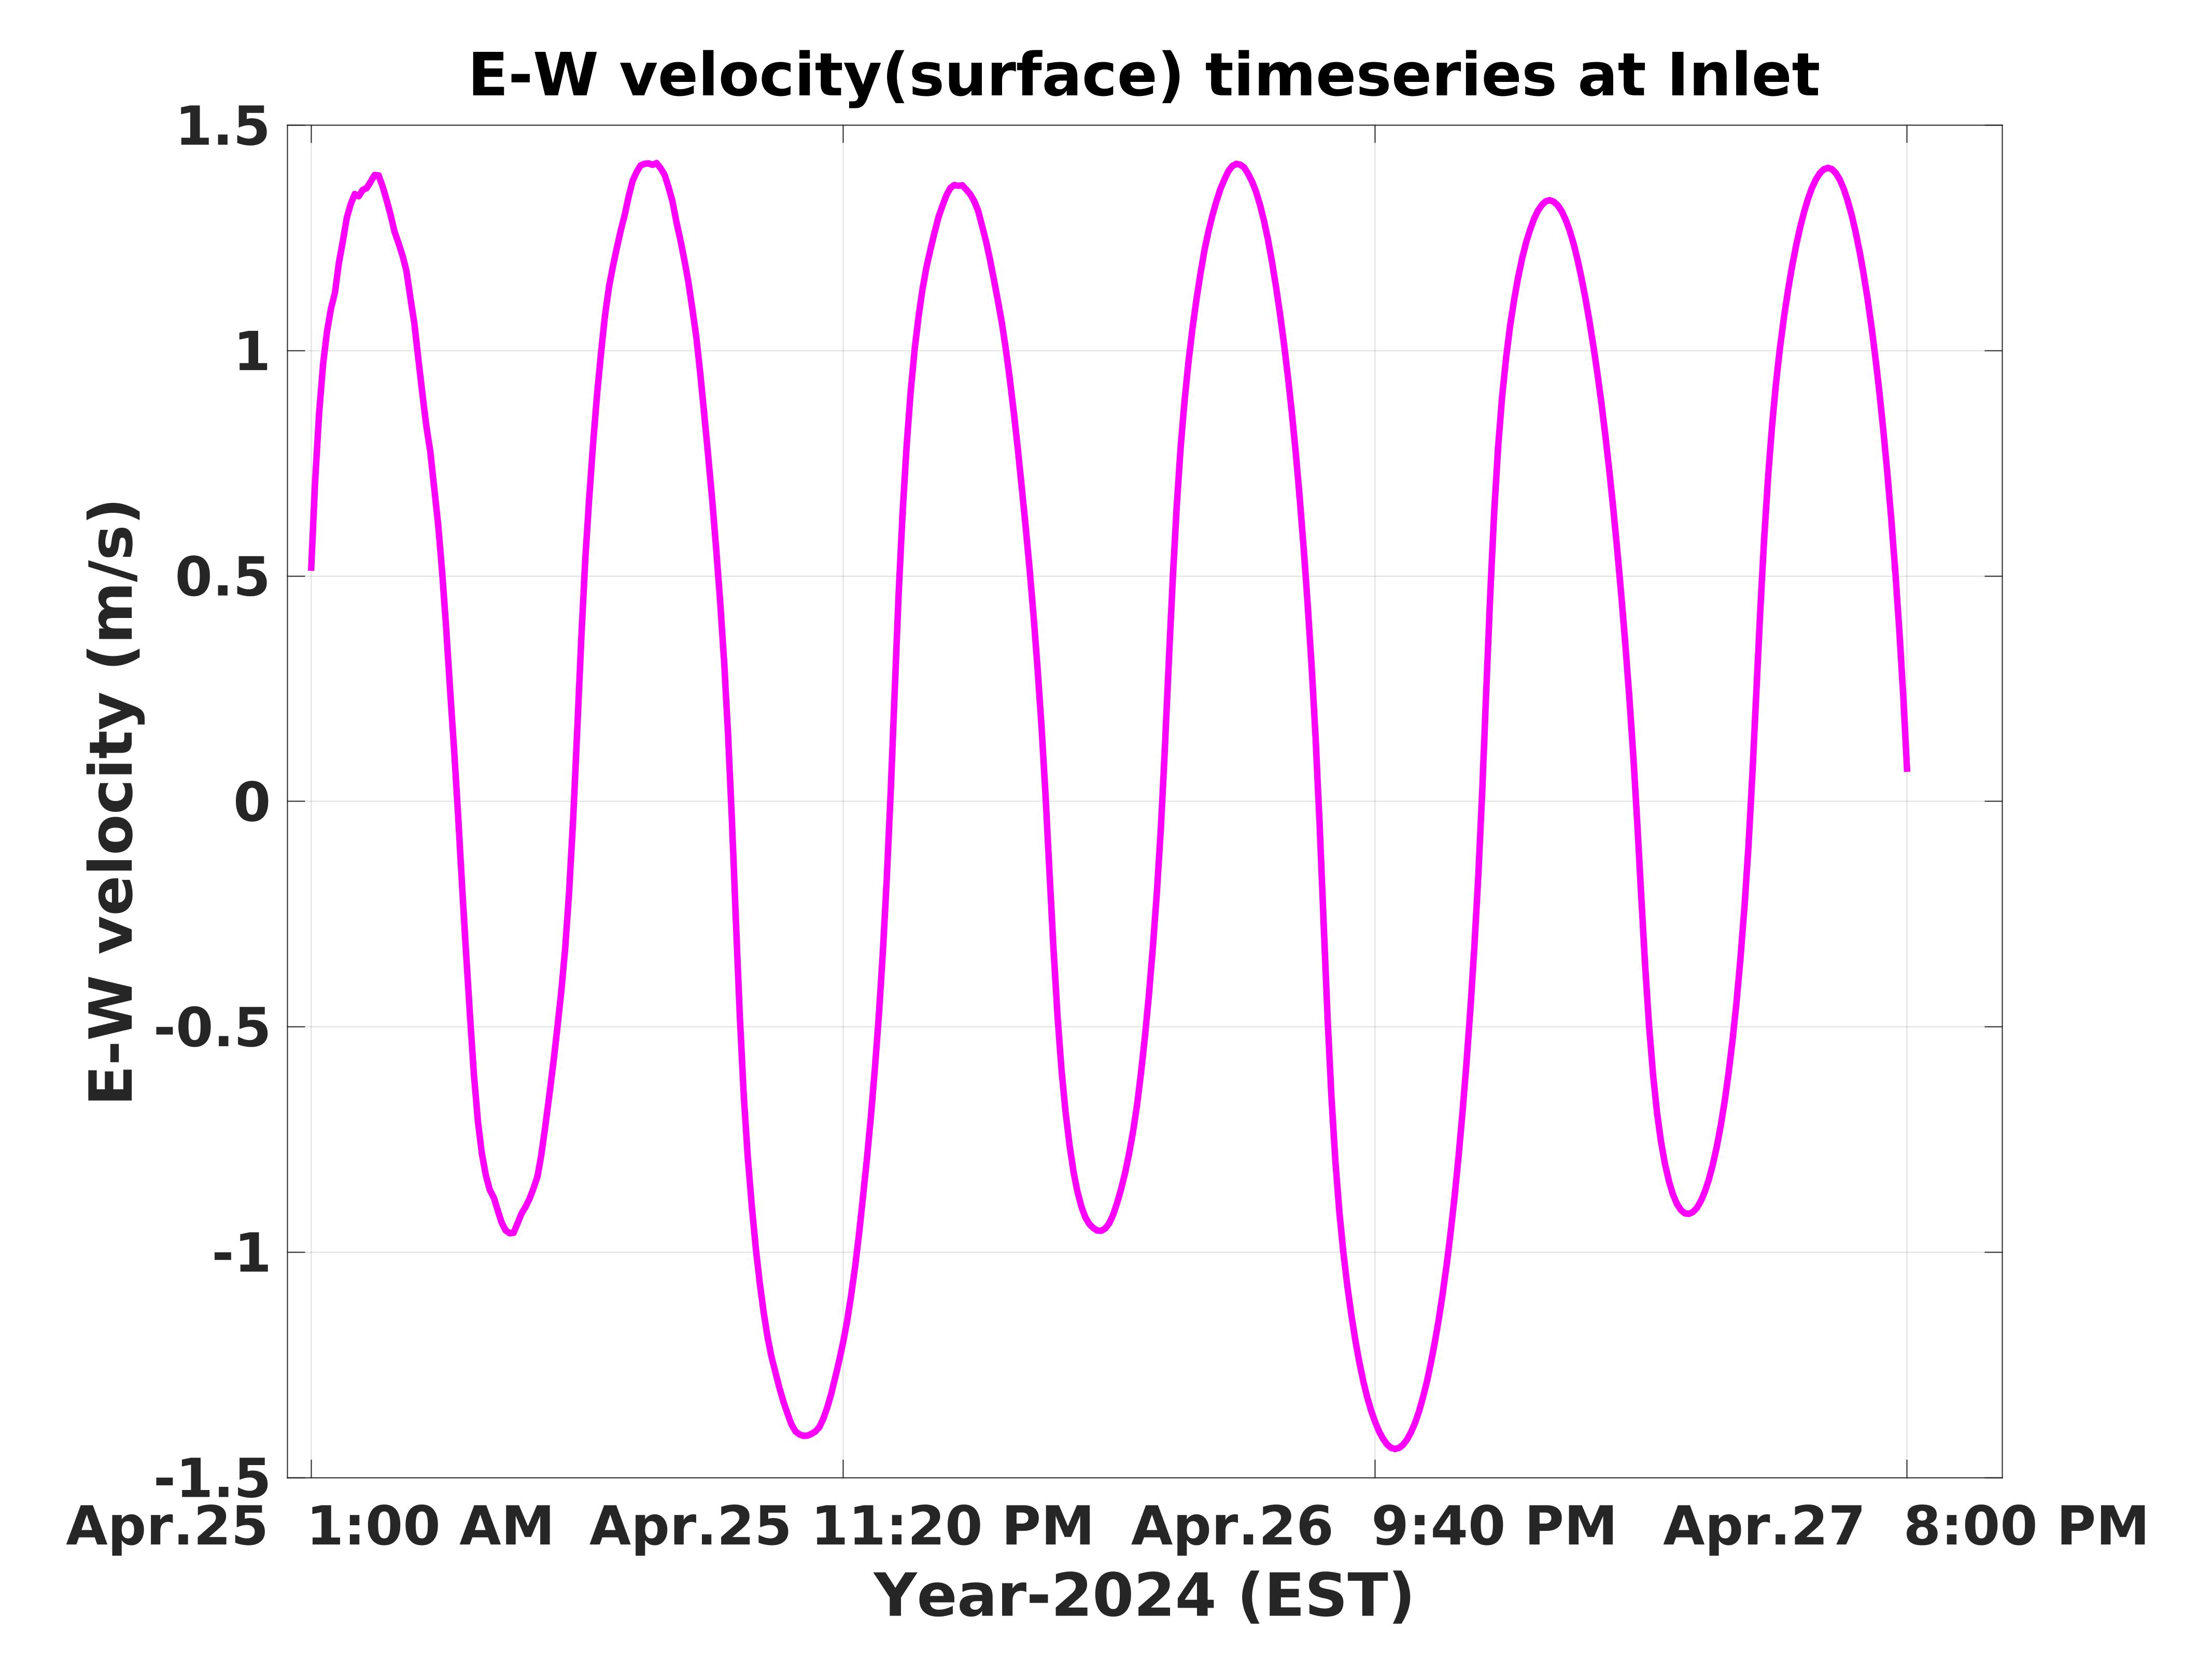 E-W velocity(surface) timeseries at Inlet
E-W velocity (m/s)
1.5
1
0.5
0
-0.5
-1
-1.5
Apr.25 1:00 AM Apr.25 11:20 PM Apr.26 9:40 PM Apr.27 8:00 PM
Year-2024 (EST)